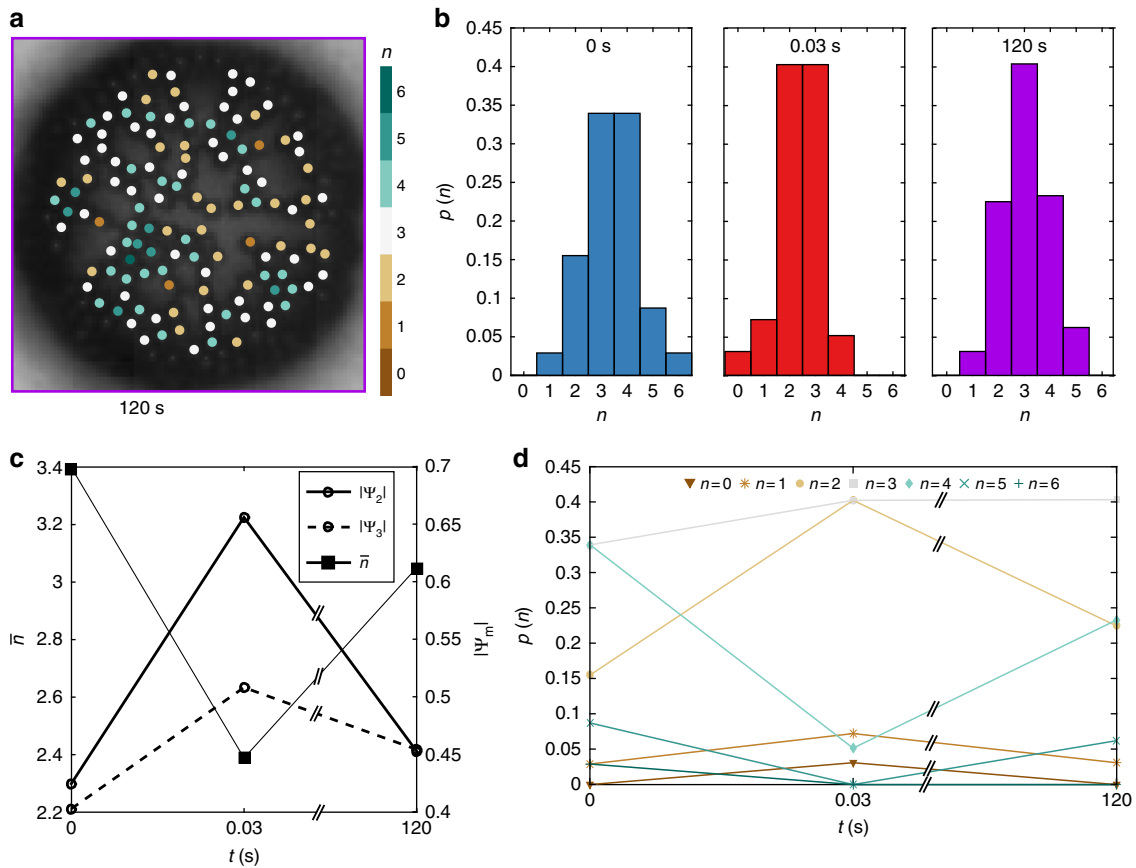 a
n
6
5
4
3
2
1
0
120 s
b
p (n)
0.45
0.4
0.35
0.3
0.25
0.2
0.15
0.1
0.05
0
0 s
0 1 2 3 4 5 6
n
0.03 s
0 1 2 3 4 5 6
n
120 s
0 1 2 3 4 5 6
n
c
n̅
3.4
3.2
3
2.8
2.6
2.4
2.2
|Ψ2|
|Ψ3|
n̅
0.7
0.65
0.6
0.55
0.5
0.45
0.4
|Ψm|
0 0.03 120
t (s)
d
p (n)
0.45
0.4
0.35
0.3
0.25
0.2
0.15
0.1
0.05
0
n = 0 n = 1 n = 2 n = 3 n = 4 n = 5 n = 6
0 0.03 120
t (s)